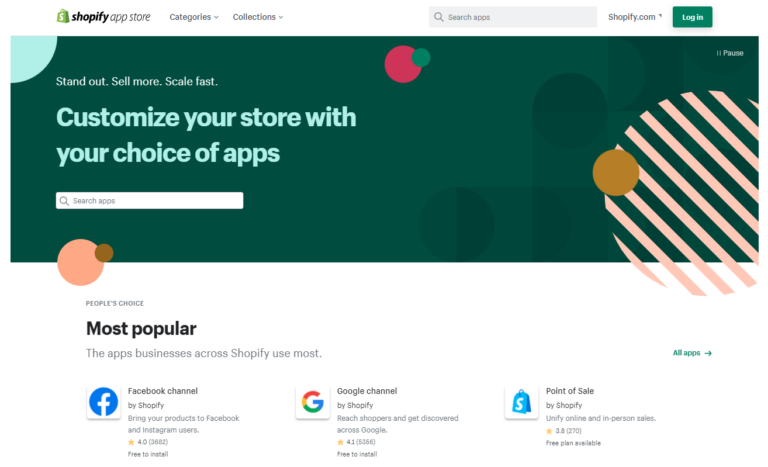 shopify app store
Categories
Collections
Search apps
Shopify.com
Log in
Pause
Stand out. Sell more. Scale fast.
Customize your store with
your choice of apps
Search apps
PEOPLE'S CHOICE
Most popular
The apps businesses across Shopify use most.
All apps →
Facebook channel
by Shopify
Bring your products to Facebook
and Instagram users.
4.0 (3682)
Free to install
Google channel
by Shopify
Reach shoppers and get discovered
across Google.
4.1 (5356)
Free to install
Point of Sale
by Shopify
Unify online and in-person sales.
3.8 (270)
Free plan available